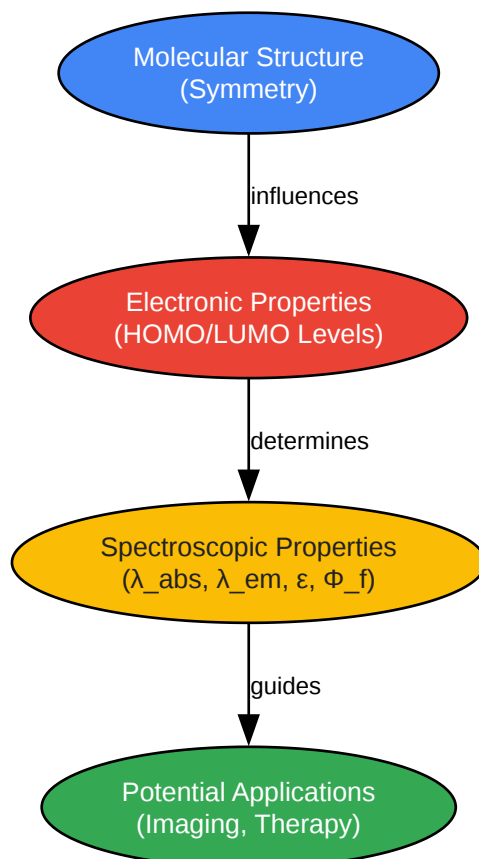 Molecular Structure
(Symmetry)
influences
Electronic Properties
(HOMO/LUMO Levels)
determines
Spectroscopic Properties
(λ_abs, λ_em, ε, Φ_f)
guides
Potential Applications
(Imaging, Therapy)